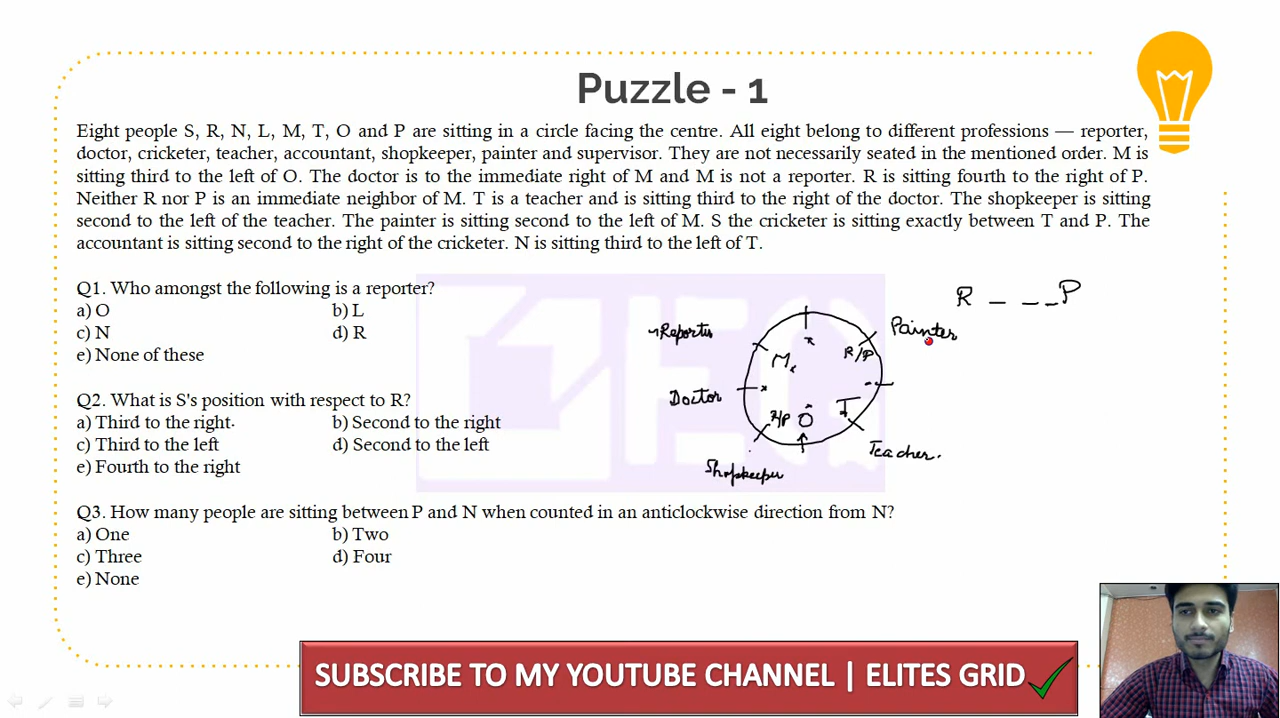 Puzzle - 1
Eight people S, R, N, L, M, T, O and P are sitting in a circle facing the centre. All eight belong to different professions — reporter,
doctor, cricketer, teacher, accountant, shopkeeper, painter and supervisor. They are not necessarily seated in the mentioned order. M is
sitting third to the left of O. The doctor is to the immediate right of M and M is not a reporter. R is sitting fourth to the right of P.
Neither R nor P is an immediate neighbor of M. T is a teacher and is sitting third to the right of the doctor. The shopkeeper is sitting
second to the left of the teacher. The painter is sitting second to the left of M. S the cricketer is sitting exactly between T and P. The
accountant is sitting second to the right of the cricketer. N is sitting third to the left of T.
Q1. Who amongst the following is a reporter?
a) O b) L
c) N d) R
e) None of these
Q2. What is S's position with respect to R?
a) Third to the right b) Second to the right
c) Third to the left d) Second to the left
e) Fourth to the right
Q3. How many people are sitting between P and N when counted in an anticlockwise direction from N?
a) One b) Two
c) Three d) Four
e) None
R _ _ _ P
Painter
Reporter
M
R/P
Doctor
T
R/P O
Teacher.
Shopkeeper
IEG
SUBSCRIBE TO MY YOUTUBE CHANNEL | ELITES GRID